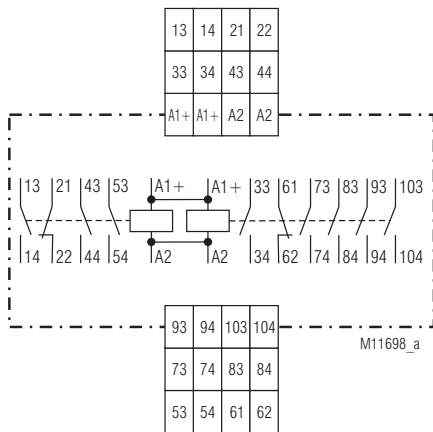 13 14 21 22
33 34 43 44
A1+ A1+ A2 A2
13 21 43 53 A1+ A1+ 33 61 73 83 93 103
14 22 44 54 A2 A2 34 62 74 84 94 104
M11698_a
93 94 103 104
73 74 83 84
53 54 61 62